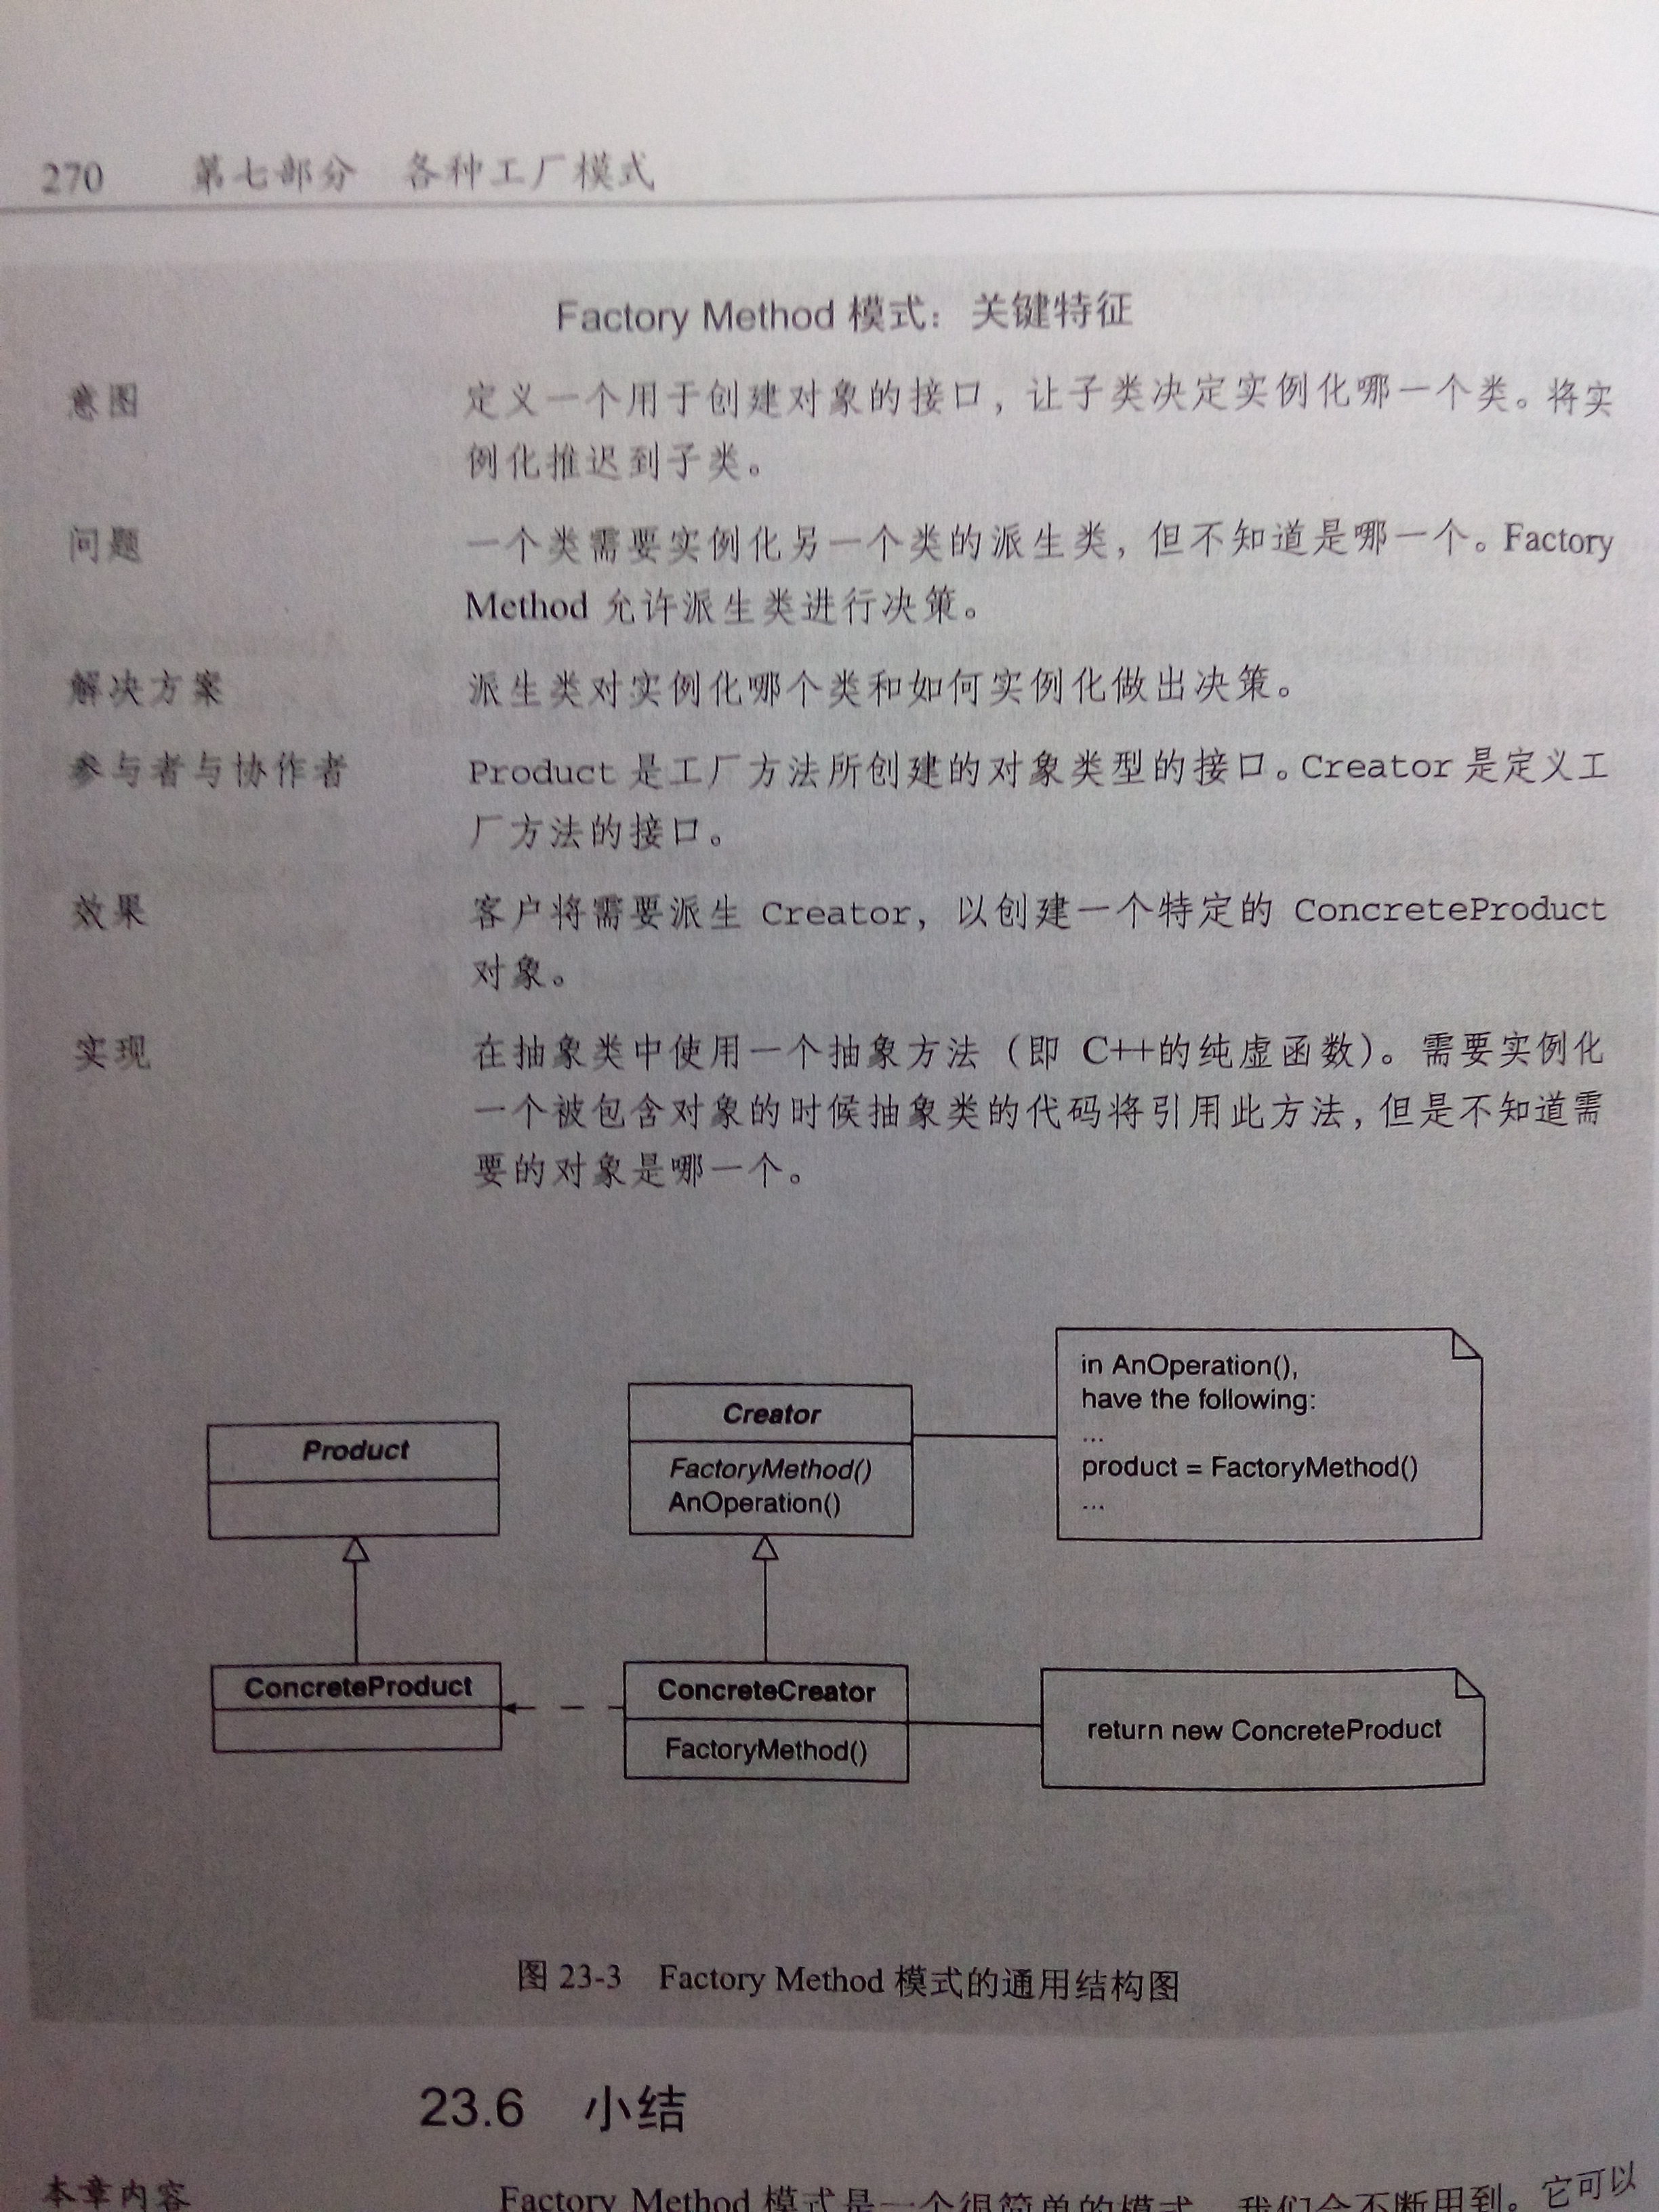 270 第七部分 各种工厂模式
Factory Method 模式：关键特征
意图 定义一个用于创建对象的接口，让子类决定实例化哪一个类。将实
例化推迟到子类。
问题 一个类需要实例化另一个类的派生类，但不知道是哪一个。Factory
Method 允许派生类进行决策。
解决方案 派生类对实例化哪个类和如何实例化做出决策。
参与者与协作者 Product 是工厂方法所创建的对象类型的接口。Creator 是定义工
厂方法的接口。
效果 客户将需要派生 Creator，以创建一个特定的 ConcreteProduct
对象。
实现 在抽象类中使用一个抽象方法（即 C++的纯虚函数）。需要实例化
一个被包含对象的时候抽象类的代码将引用此方法，但是不知道需
要的对象是哪一个。
Product
Creator
FactoryMethod()
AnOperation()
in AnOperation(),
have the following:
...
product = FactoryMethod()
...
ConcreteProduct
ConcreteCreator
FactoryMethod()
return new ConcreteProduct
图 23-3 Factory Method 模式的通用结构图
23.6 小结
本章内容 Factory Method 模式是一个很简单的模式，我们会不断用到。它可以